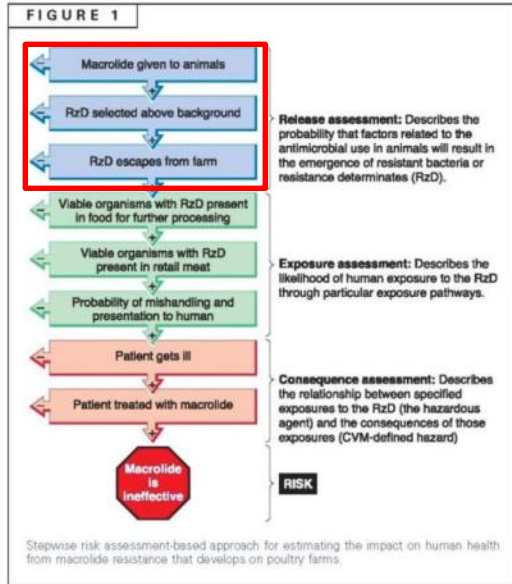 FIGURE 1
Macrolide given to animals
RzD selected above background
RzD escapes from farm
Release assessment: Describes the
probability that factors related to the
antimicrobial use in animals will result in
the emergence of resistant bacteria or
resistance determinates (RzD).
Viable organisms with RzD present
in food for further processing
Viable organisms with RzD
present in retail meat
Probability of mishandling and
presentation to human
Exposure assessment: Describes the
likelihood of human exposure to the RzD
through particular exposure pathways.
Patient gets ill
Patient treated with macrolide
Consequence assessment: Describes
the relationship between specified
exposures to the RzD (the hazardous
agent) and the consequences of those
exposures (CVM-defined hazard)
Macrolide
is
ineffective
RISK
Stepwise risk assessment-based approach for estimating the impact on human health
from macrolide resistance that develops on poultry farms.